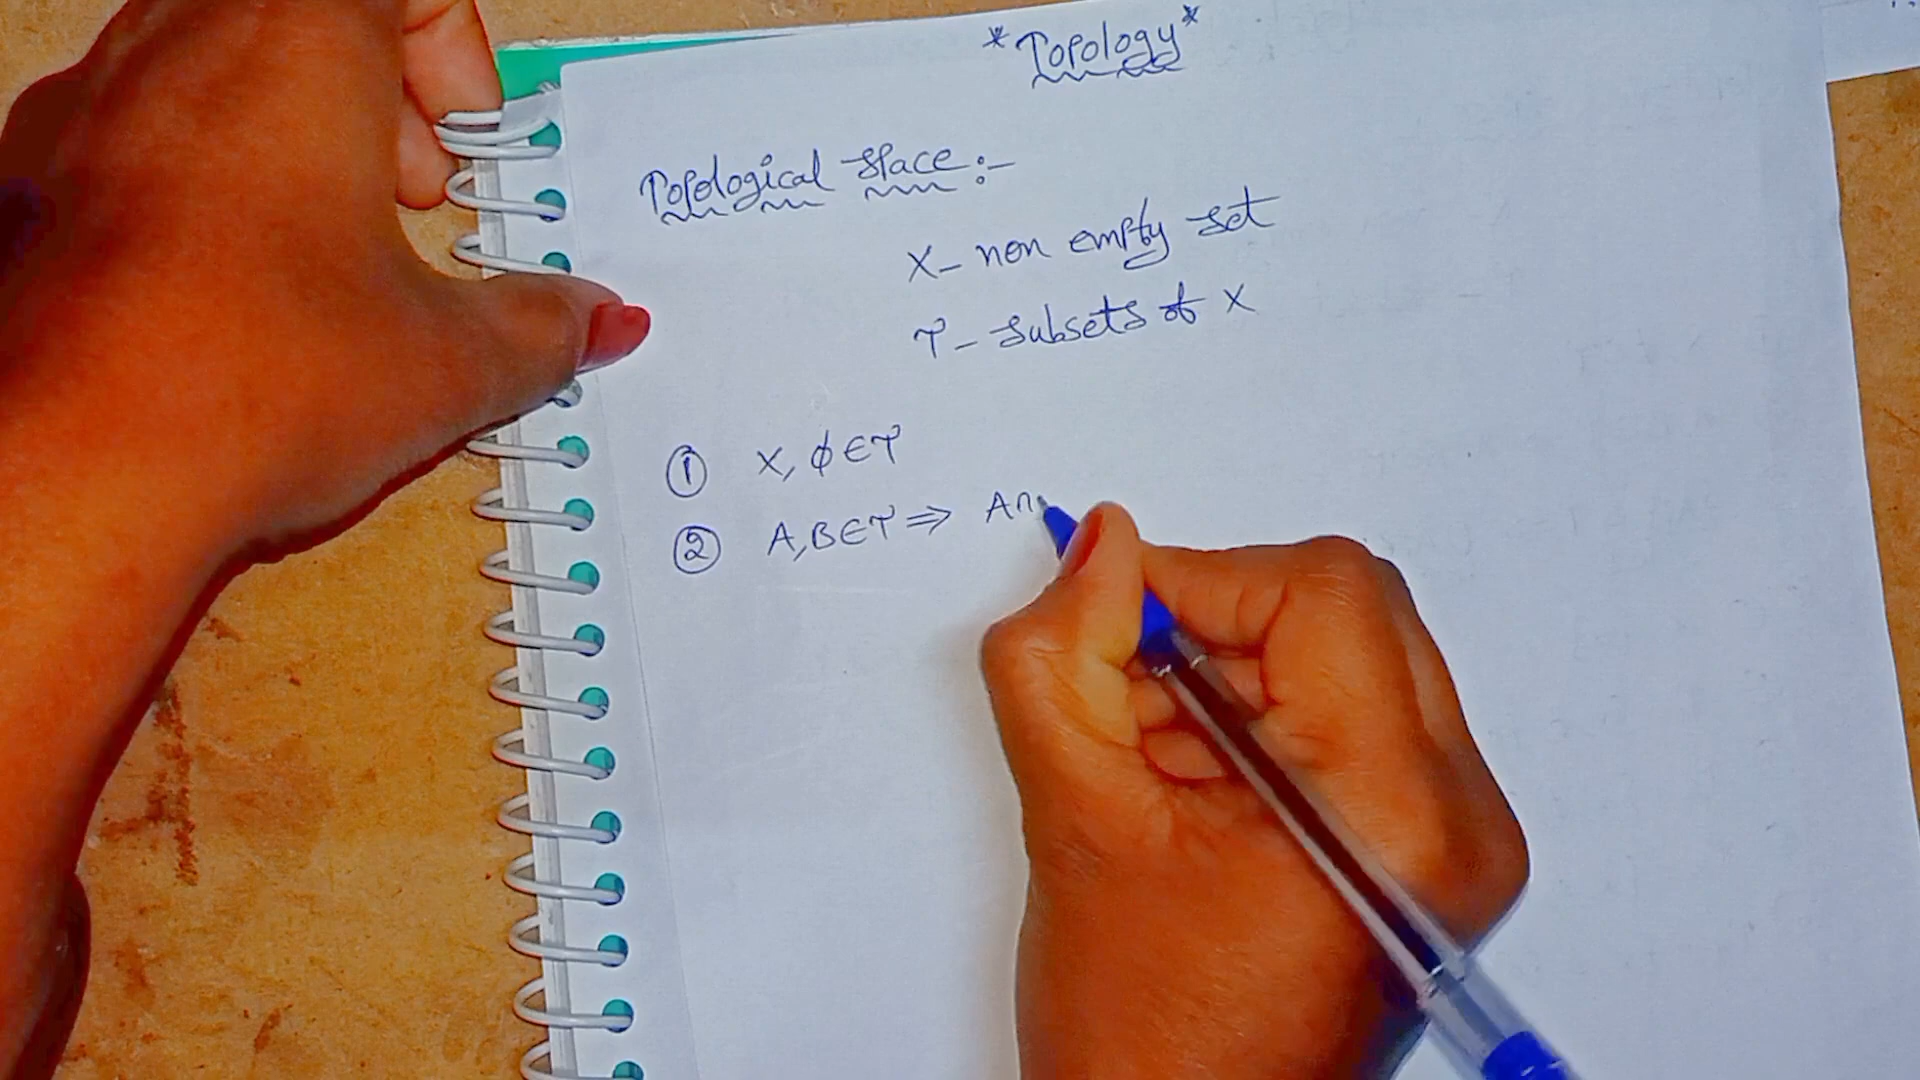 *Topology*
Topological space :-
X - non empty set
τ - subsets of X
① X, ϕ ∈ τ
② A, B ∈ τ ⇒ A ∩